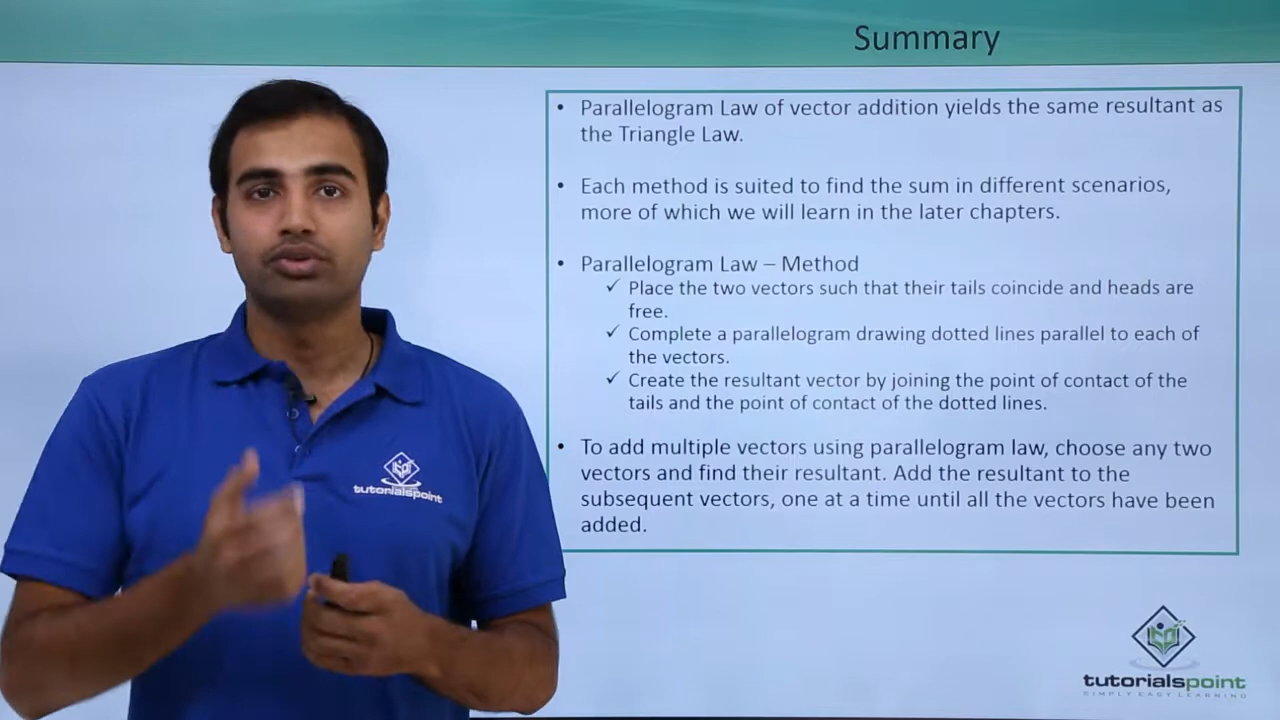 Summary
• Parallelogram Law of vector addition yields the same resultant as
the Triangle Law.
• Each method is suited to find the sum in different scenarios,
more of which we will learn in the later chapters.
• Parallelogram Law – Method
✓ Place the two vectors such that their tails coincide and heads are
free.
✓ Complete a parallelogram drawing dotted lines parallel to each of
the vectors.
✓ Create the resultant vector by joining the point of contact of the
tails and the point of contact of the dotted lines.
• To add multiple vectors using parallelogram law, choose any two
vectors and find their resultant. Add the resultant to the
subsequent vectors, one at a time until all the vectors have been
added.
tutorialspoint
tutorialspoint
SIMPLY EASY LEARNING